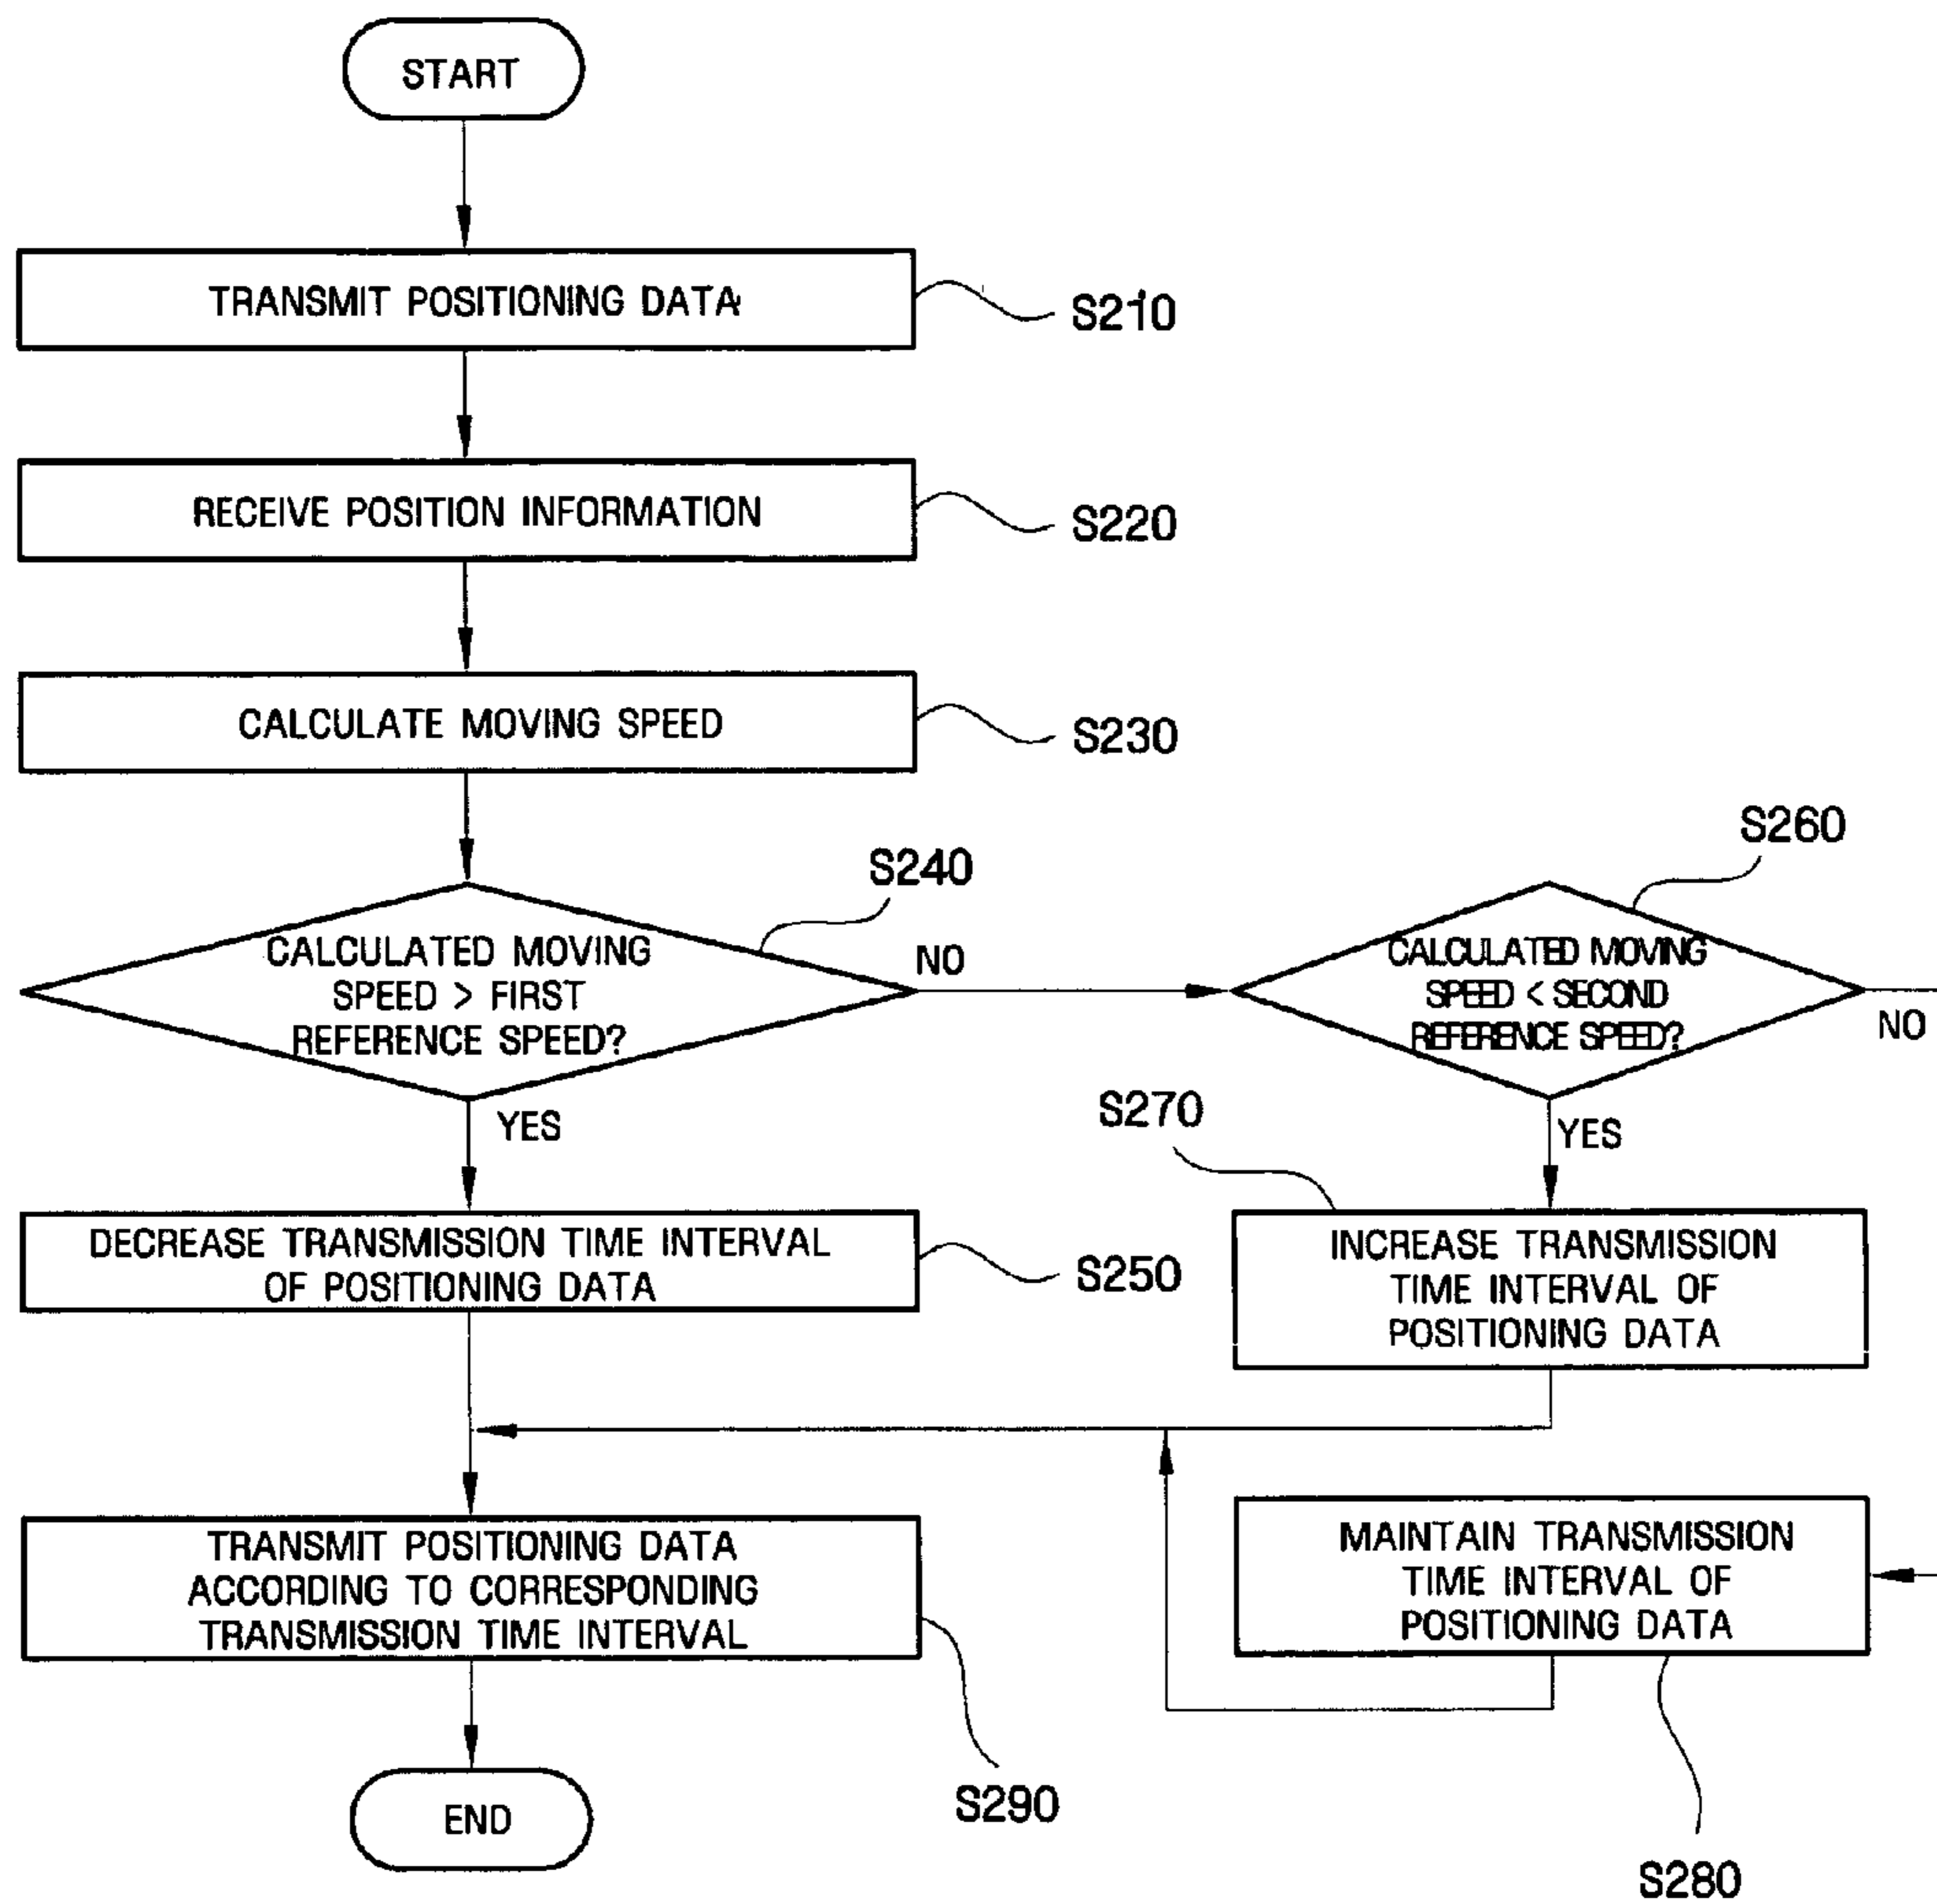 START
TRANSMIT POSITIONING DATA
S210
RECEIVE POSITION INFORMATION
S220
CALCULATE MOVING SPEED
S230
S240
CALCULATED MOVING
SPEED > FIRST
REFERENCE SPEED?
NO
YES
S260
CALCULATED MOVING
SPEED < SECOND
REFERENCE SPEED?
NO
YES
DECREASE TRANSMISSION TIME INTERVAL
OF POSITIONING DATA
S250
S270
INCREASE TRANSMISSION
TIME INTERVAL OF
POSITIONING DATA
MAINTAIN TRANSMISSION
TIME INTERVAL OF
POSITIONING DATA
S280
TRANSMIT POSITIONING DATA
ACCORDING TO CORRESPONDING
TRANSMISSION TIME INTERVAL
S290
END